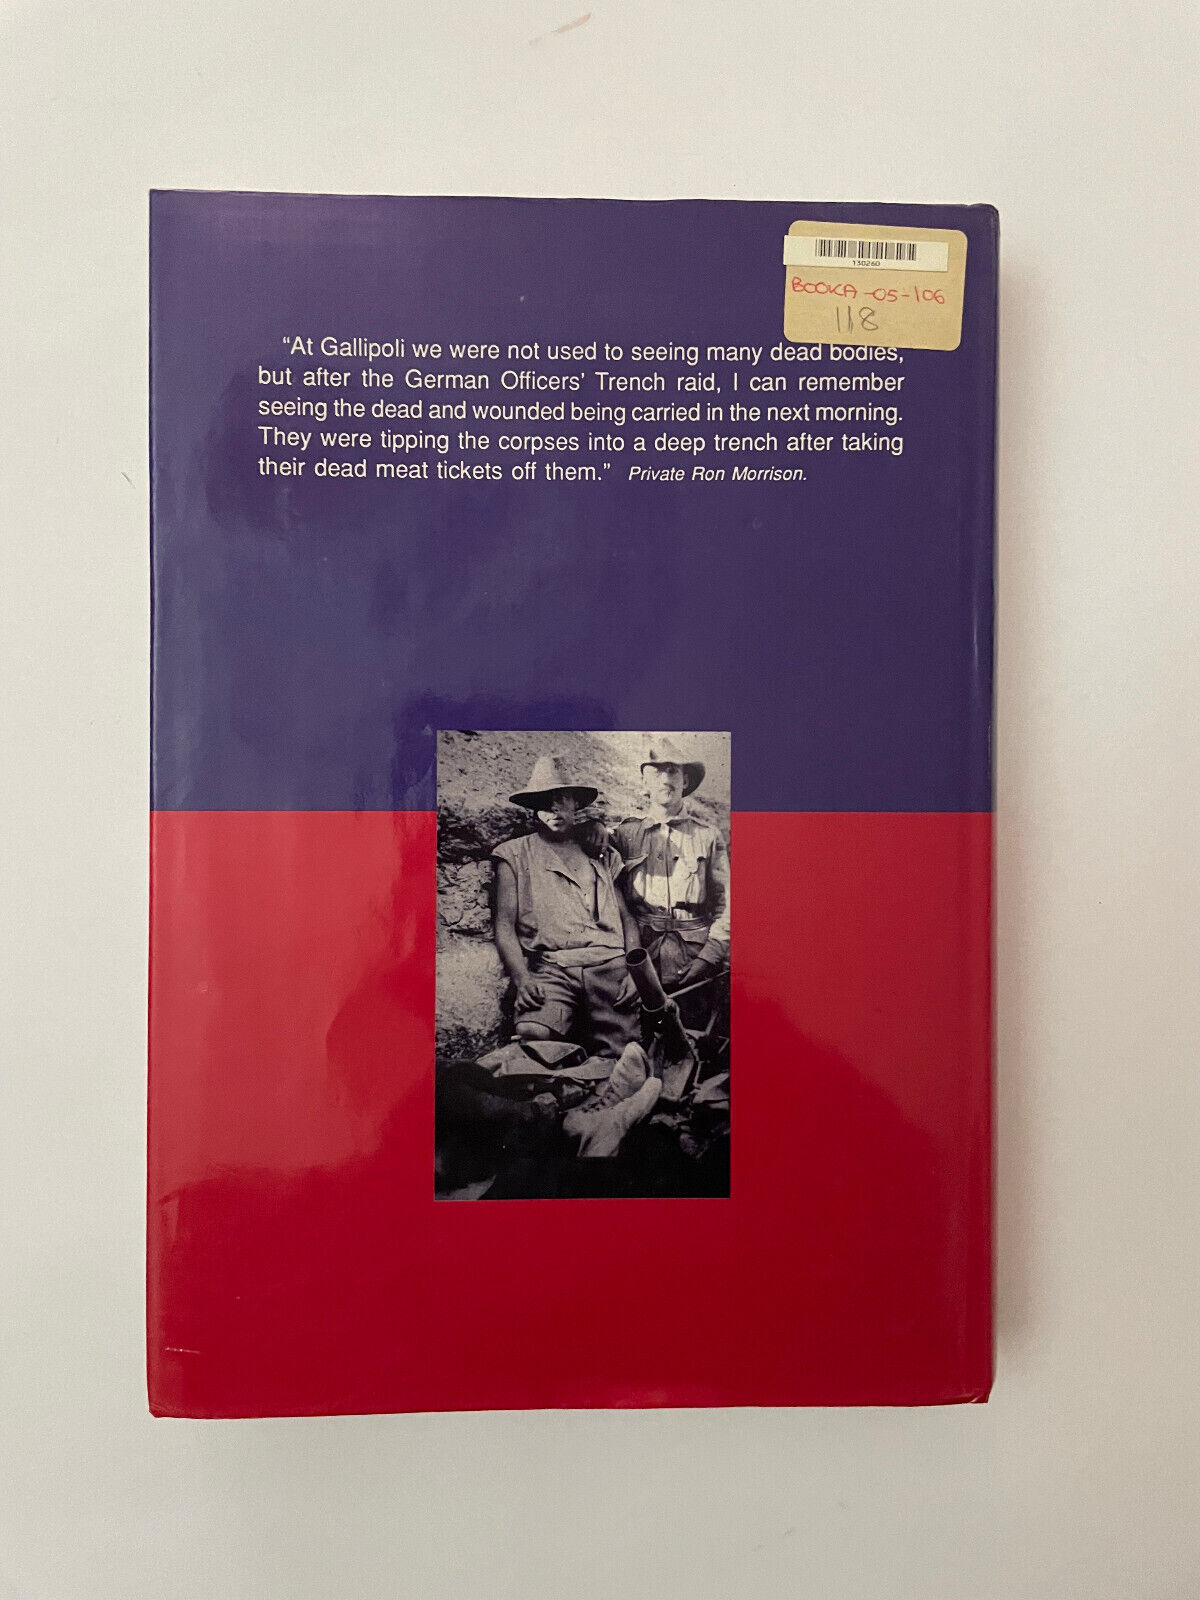 130260
BOOKA-05-106
118
“At Gallipoli we were not used to seeing many dead bodies,
but after the German Officers’ Trench raid, I can remember
seeing the dead and wounded being carried in the next morning.
They were tipping the corpses into a deep trench after taking
their dead meat tickets off them.” Private Ron Morrison.